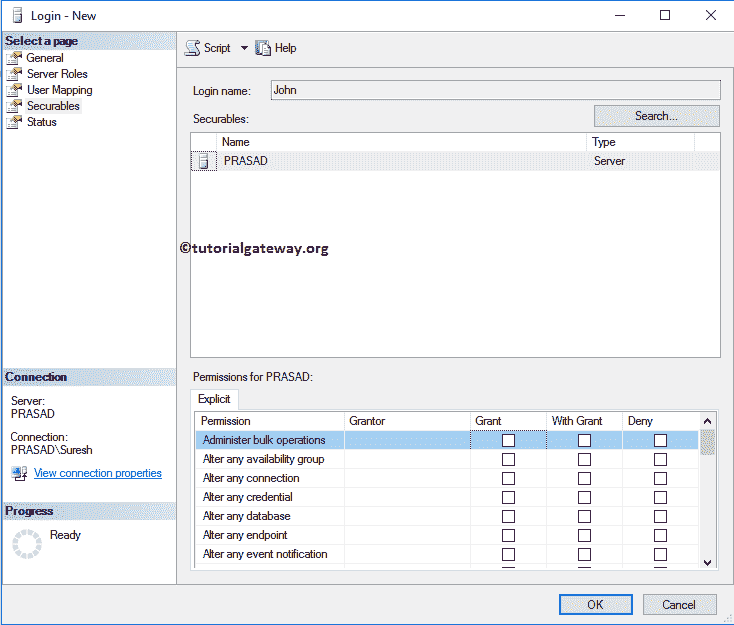 Login - New
Select a page
General
Server Roles
User Mapping
Securables
Status
Script Help
Login name: John
Securables: Search...
Name Type
PRASAD Server
©tutorialgateway.org
Connection
Server:
PRASAD
Connection:
PRASAD\Suresh
View connection properties
Progress
Ready
Permissions for PRASAD:
Explicit
Permission Grantor Grant With Grant Deny
Administer bulk operations
Alter any availability group
Alter any connection
Alter any credential
Alter any database
Alter any endpoint
Alter any event notification
OK Cancel